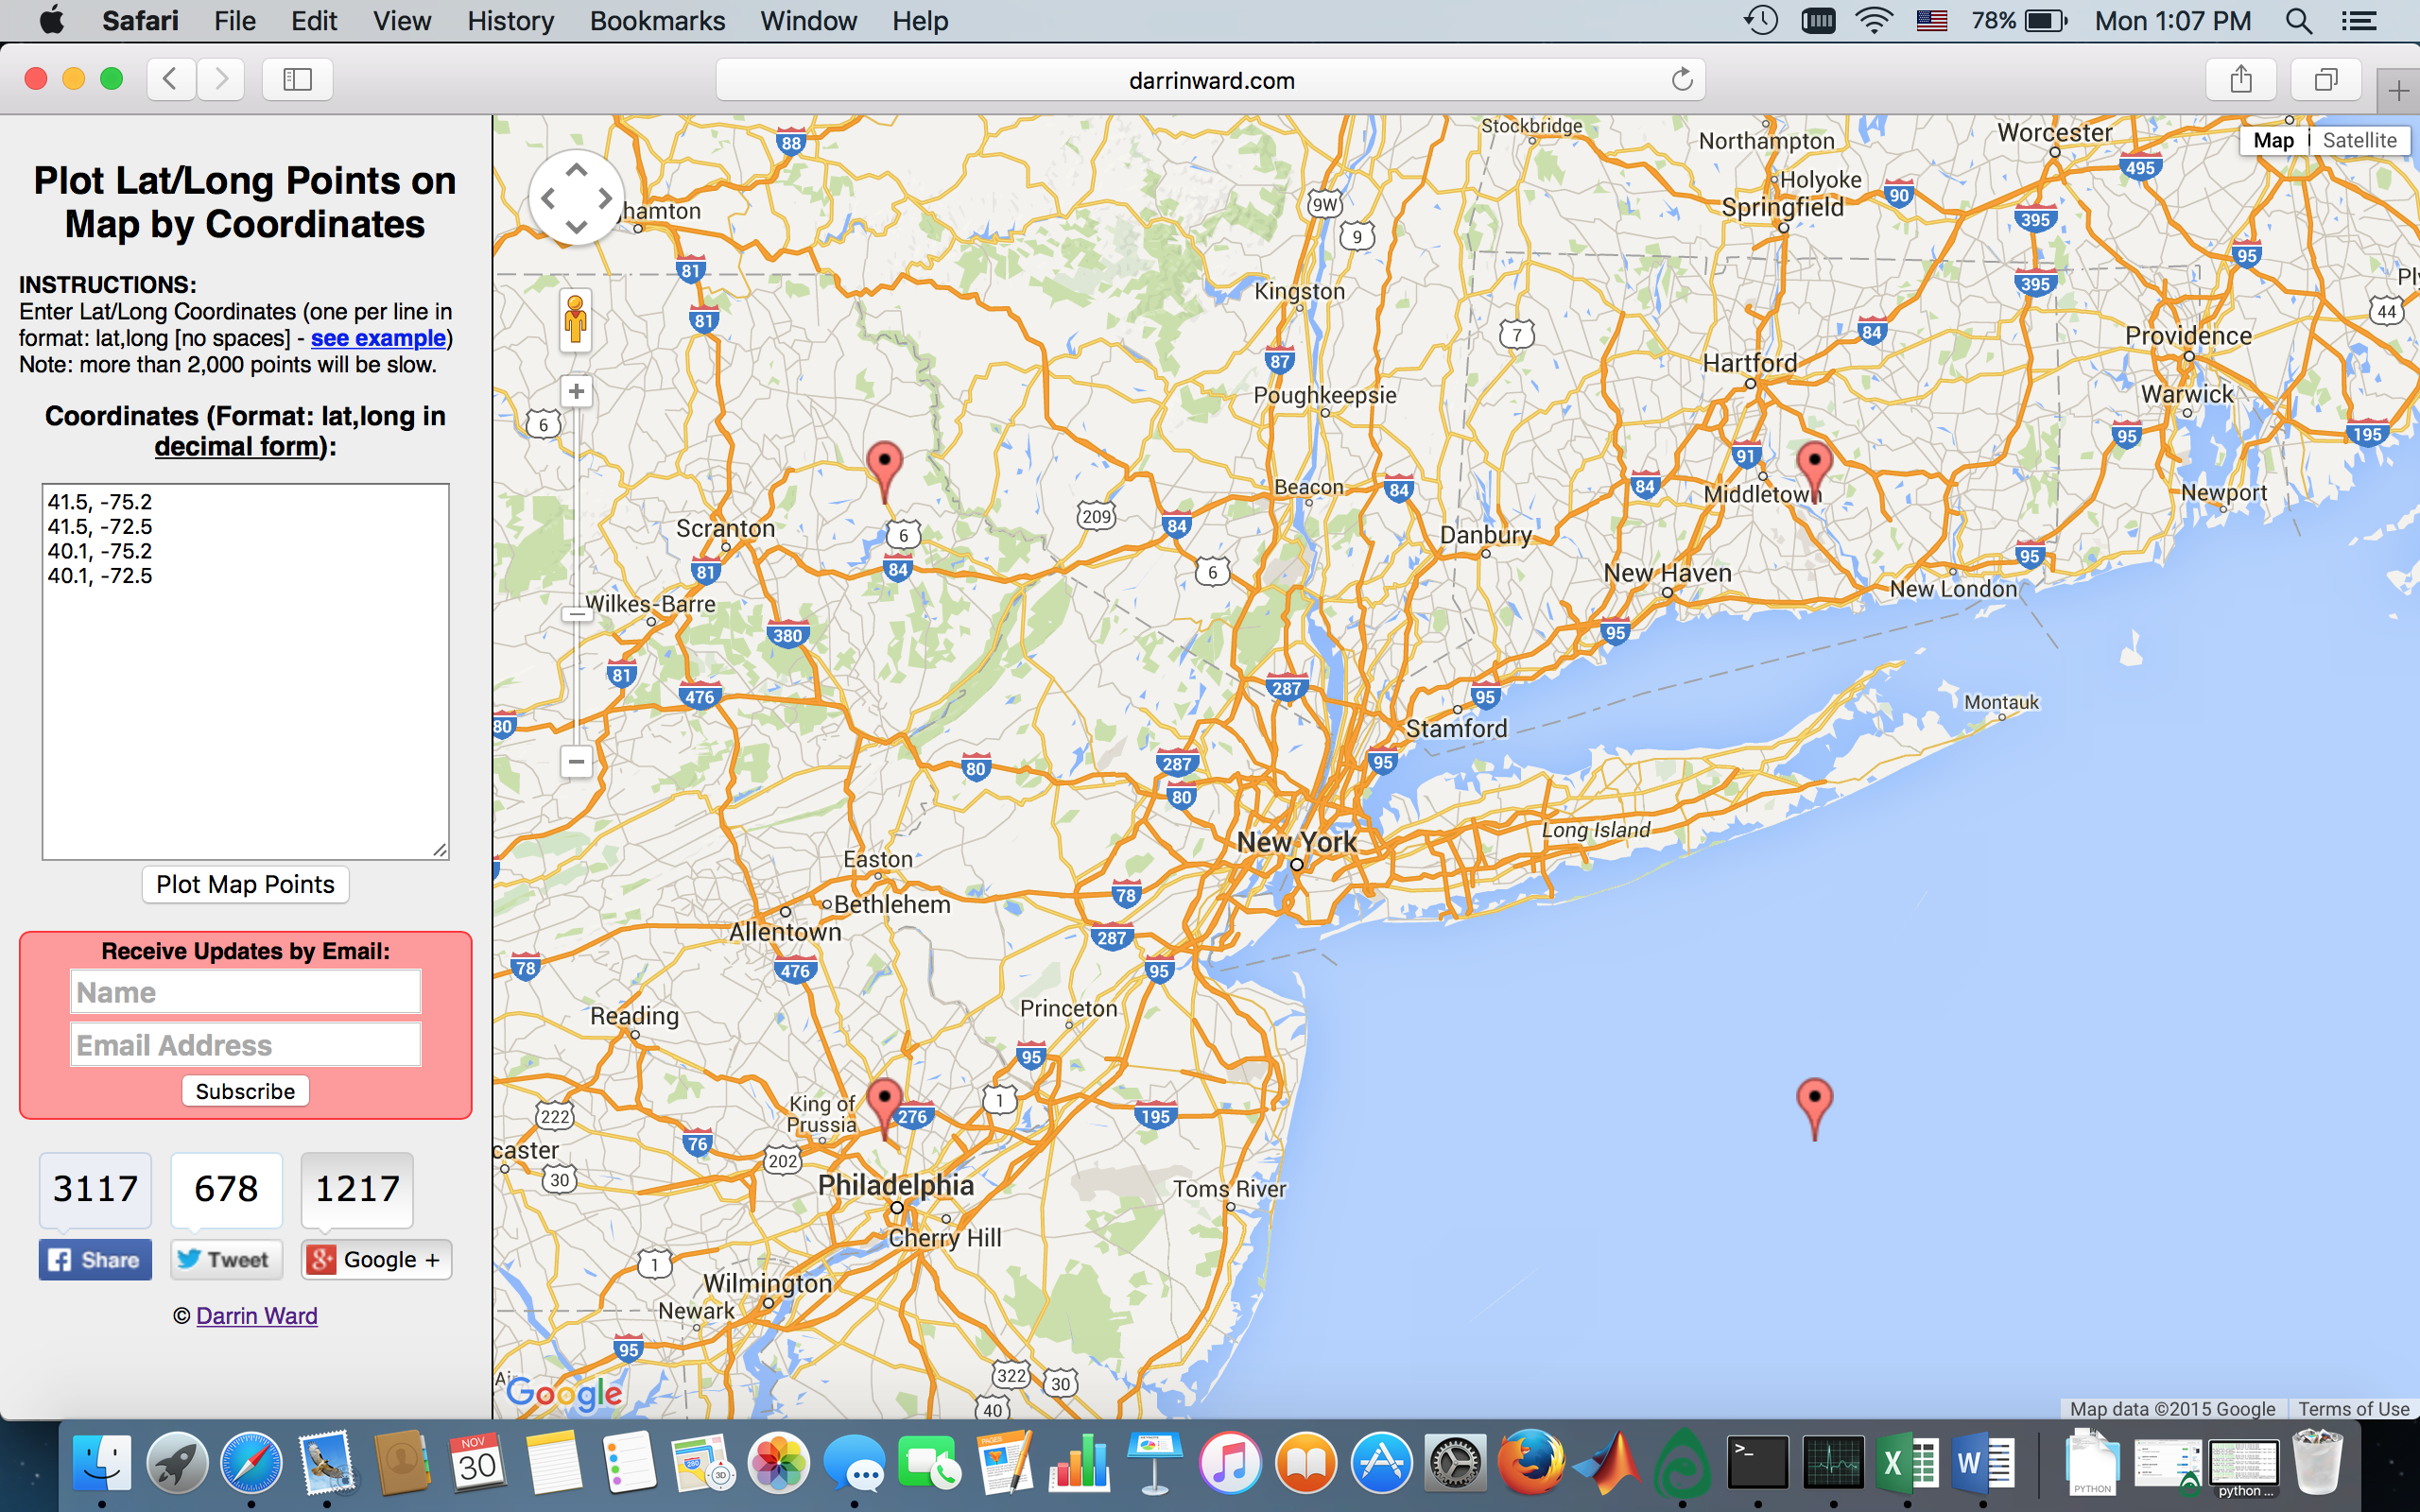 Safari File Edit View History Bookmarks Window Help 78% Mon 1:07 PM
darrinward.com
Plot Lat/Long Points on
Map by Coordinates
INSTRUCTIONS:
Enter Lat/Long Coordinates (one per line in
format: lat,long [no spaces] - see example)
Note: more than 2,000 points will be slow.
Coordinates (Format: lat,long in
decimal form):
41.5, -75.2
41.5, -72.5
40.1, -75.2
40.1, -72.5
Plot Map Points
Receive Updates by Email:
Name
Email Address
Subscribe
3117 678 1217
Share Tweet Google +
© Darrin Ward
Map Satellite
Stockbridge
Northampton
Worcester
88
495
Holyoke
Springfield
90
9W
hamton
395
9
95
81
395
Kingston
Ply
44
81
7
84
Providence
87
Hartford
Poughkeepsie
Warwick
6
95
195
91
Beacon
84
84
Middletown
Newport
209
84
Scranton
6
Danbury
95
81
84
6
New Haven
New London
Wilkes-Barre
380
95
81
476
287
95
Montauk
80
Stamford
80
287
95
80
Long Island
New York
Easton
78
Bethlehem
Allentown
287
78
476
95
Princeton
Reading
95
King of
Prussia
276
1
195
222
76
caster
202
30
Philadelphia
Toms River
Cherry Hill
1
Wilmington
Newark
95
322
30
40
Google
Map data ©2015 Google Terms of Use
NOV
30
280
3D
PAGES
>_
X
W
PYTHON
python ...